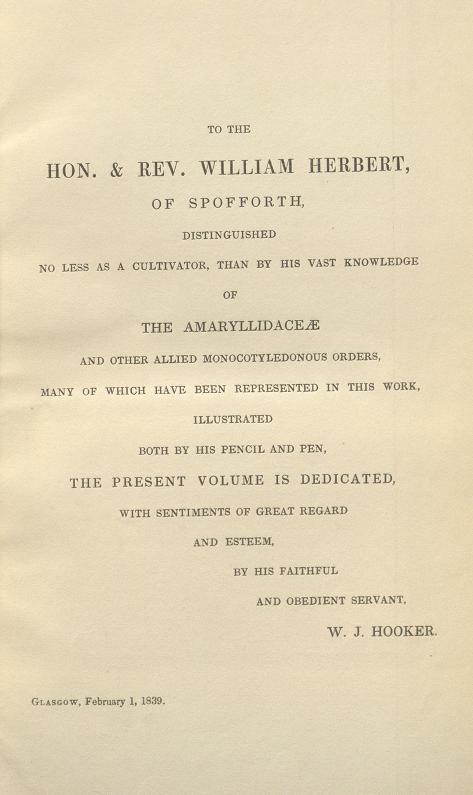 TO THE
HON. & REV. WILLIAM HERBERT,
OF SPOFFORTH,
DISTINGUISHED
NO LESS AS A CULTIVATOR, THAN BY HIS VAST KNOWLEDGE
OF
THE AMARYLLIDACEÆ
AND OTHER ALLIED MONOCOTYLEDONOUS ORDERS,
MANY OF WHICH HAVE BEEN REPRESENTED IN THIS WORK,
ILLUSTRATED
BOTH BY HIS PENCIL AND PEN,
THE PRESENT VOLUME IS DEDICATED,
WITH SENTIMENTS OF GREAT REGARD
AND ESTEEM,
BY HIS FAITHFUL
AND OBEDIENT SERVANT,
W. J. HOOKER.
GLASGOW, February 1, 1839.